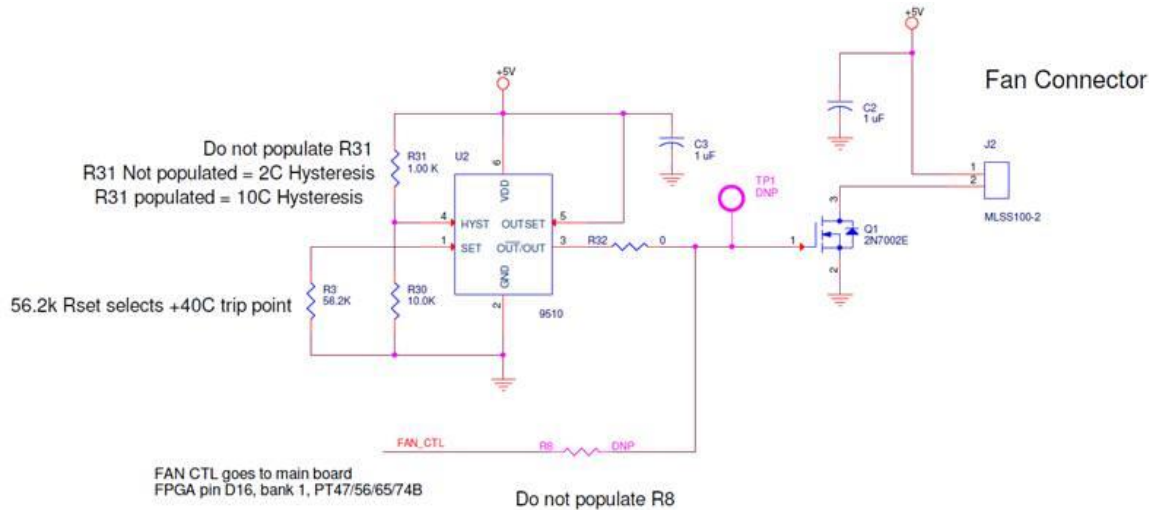 +5V
Fan Connector
C2
1 uF
J2
1
2
MLSS100-2
+5V
Do not populate R31
R31 Not populated = 2C Hysteresis
R31 populated = 10C Hysteresis
R31
1.00 K
U2
6
VDD
C3
1 uF
4
HYST
OUTSET
5
1
SET
OUT/OUT
3
R32
0
GND
2
9510
TP1
DNP
3
1
Q1
2N7002E
2
R3
56.2K
R30
10.0K
56.2k Rset selects +40C trip point
FAN_CTL
R8
DNP
FAN CTL goes to main board
FPGA pin D16, bank 1, PT47/56/65/74B
Do not populate R8